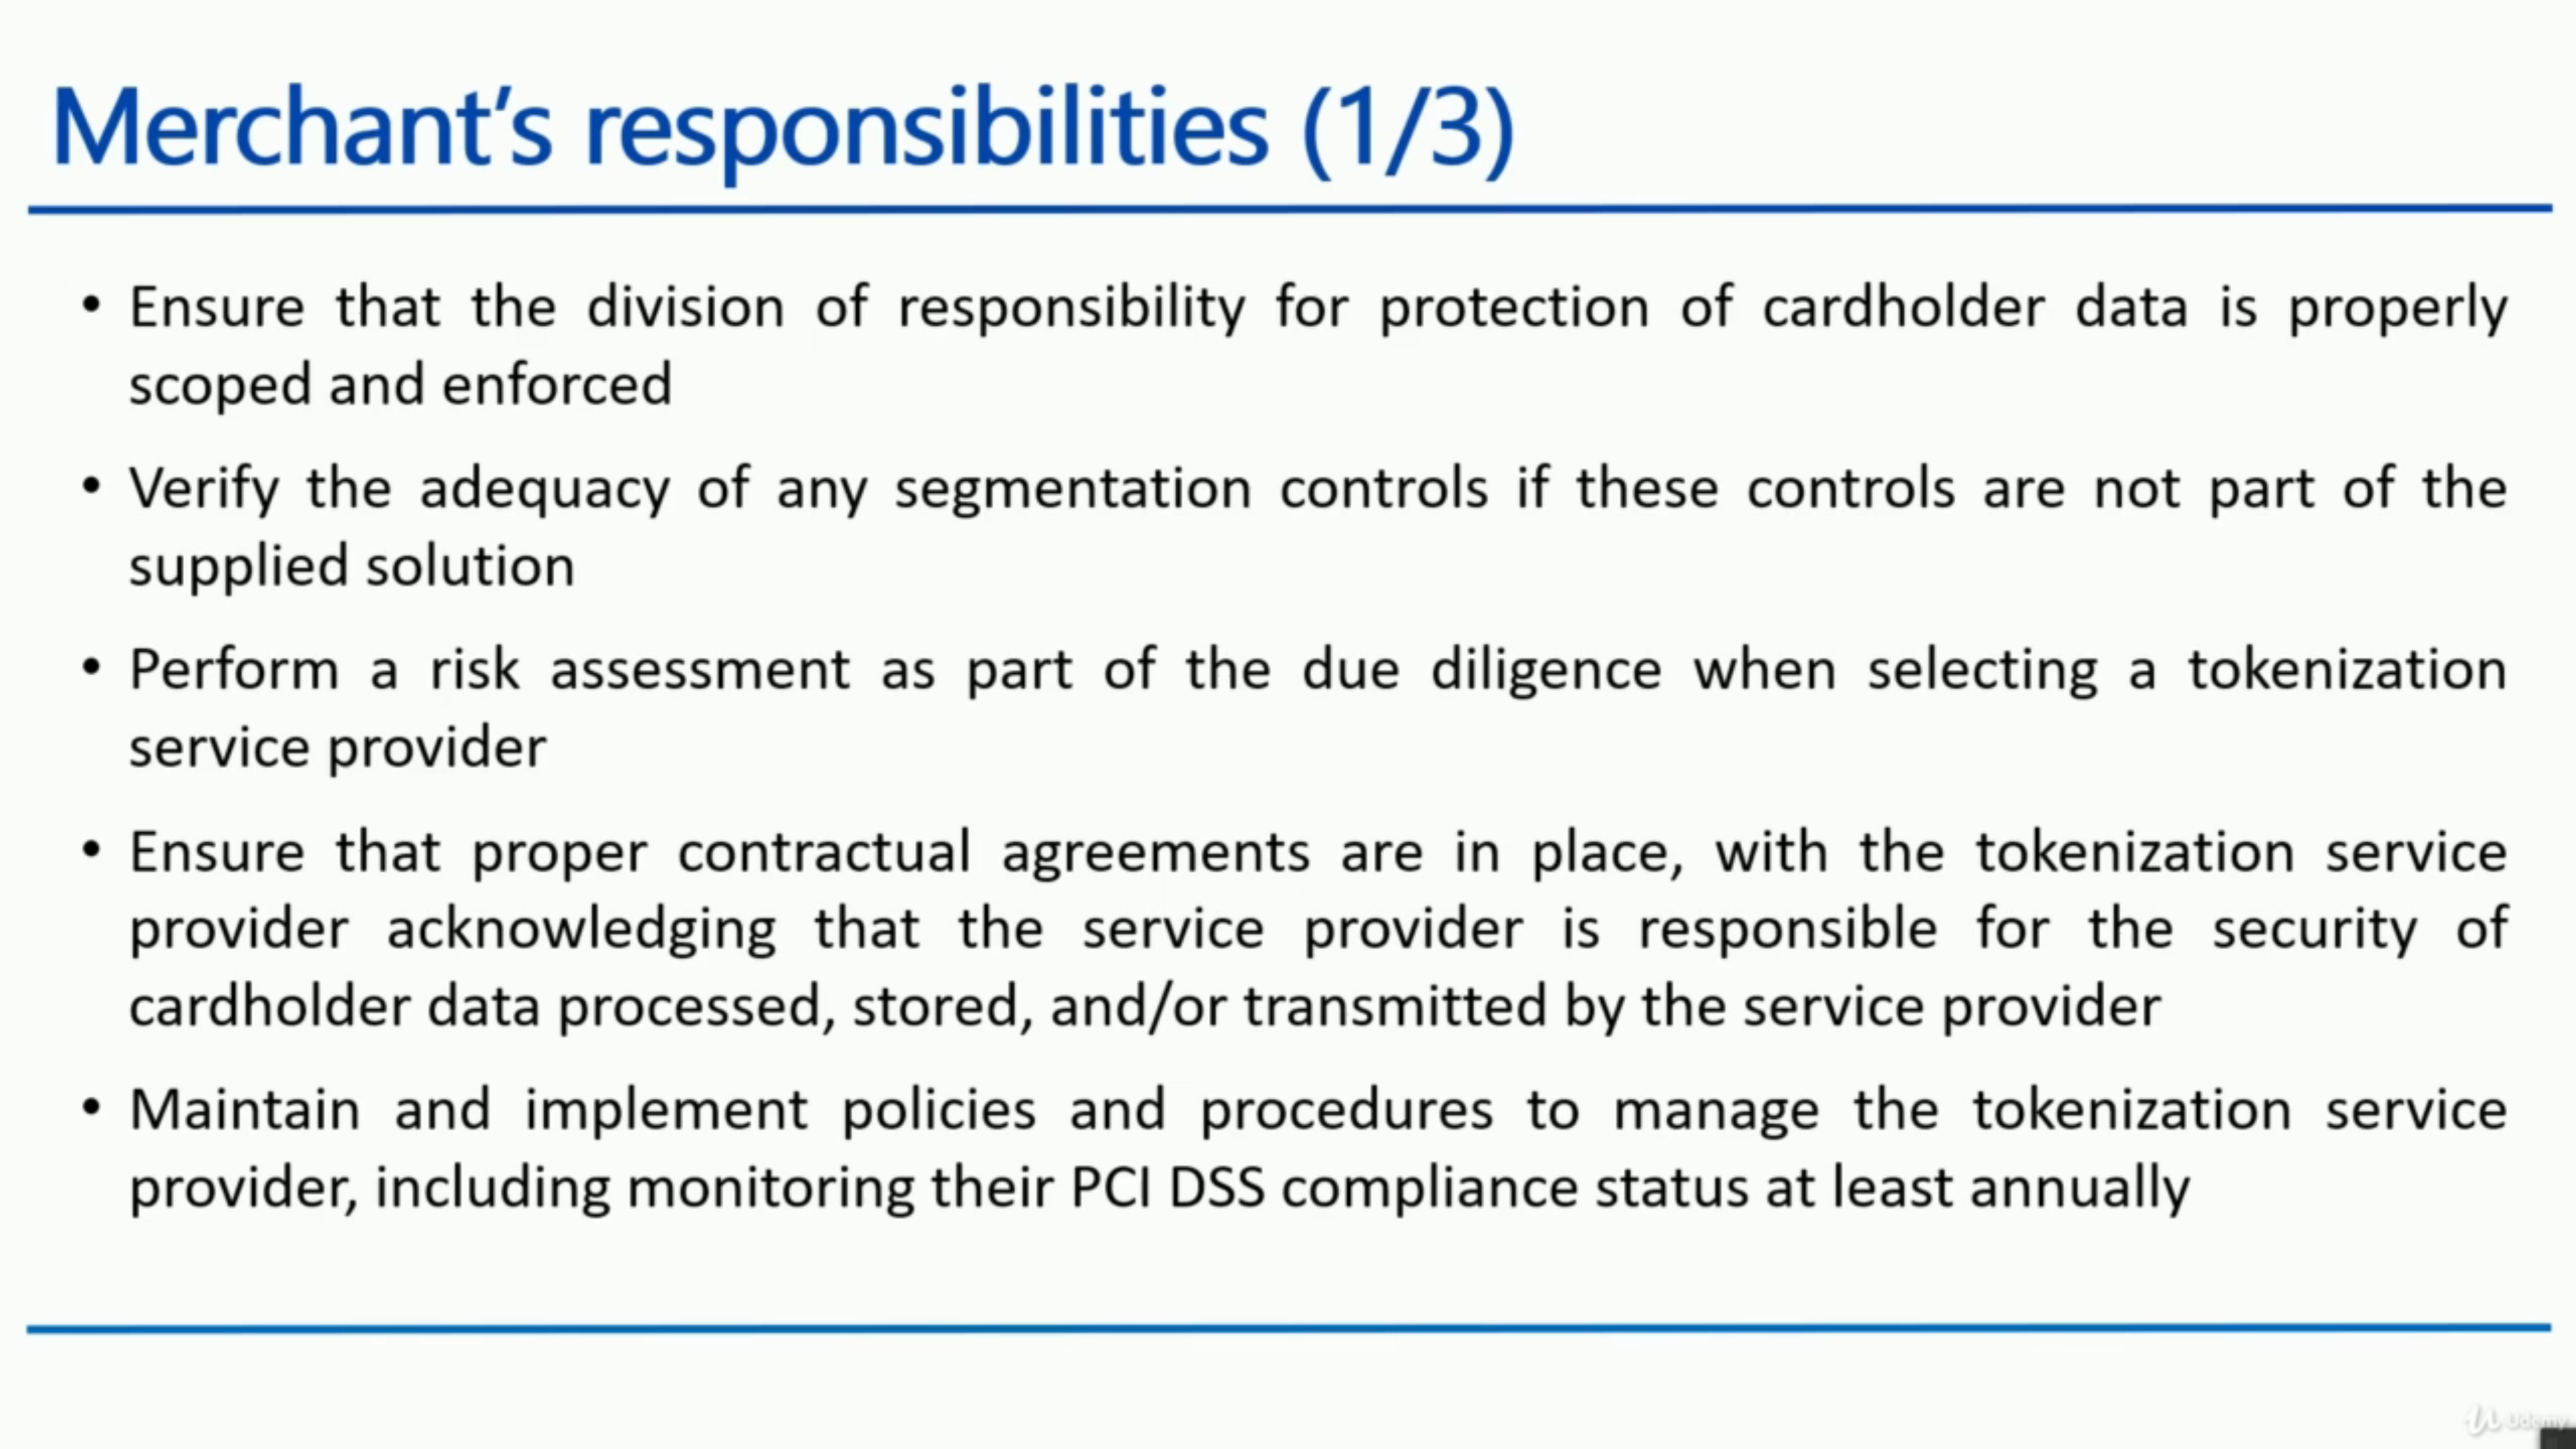 Merchant’s responsibilities (1/3)
• Ensure that the division of responsibility for protection of cardholder data is properly
scoped and enforced
• Verify the adequacy of any segmentation controls if these controls are not part of the
supplied solution
• Perform a risk assessment as part of the due diligence when selecting a tokenization
service provider
• Ensure that proper contractual agreements are in place, with the tokenization service
provider acknowledging that the service provider is responsible for the security of
cardholder data processed, stored, and/or transmitted by the service provider
• Maintain and implement policies and procedures to manage the tokenization service
provider, including monitoring their PCI DSS compliance status at least annually
Udemy